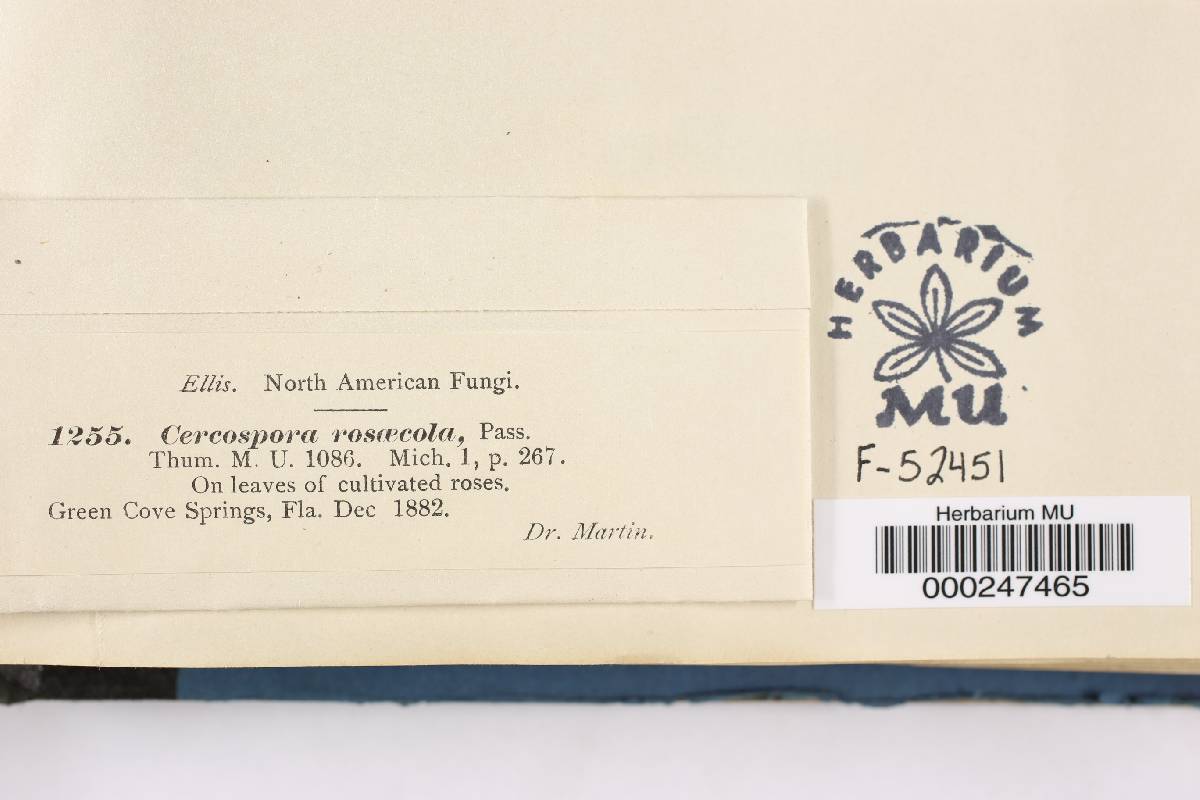 Ellis. North American Fungi.
1255. Cercospora rosæcola, Pass.
Thum. M. U. 1086. Mich. 1, p. 267.
On leaves of cultivated roses.
Green Cove Springs, Fla. Dec 1882.
Dr. Martin.
HERBARIUM
MU
F-52451
Herbarium MU
000247465